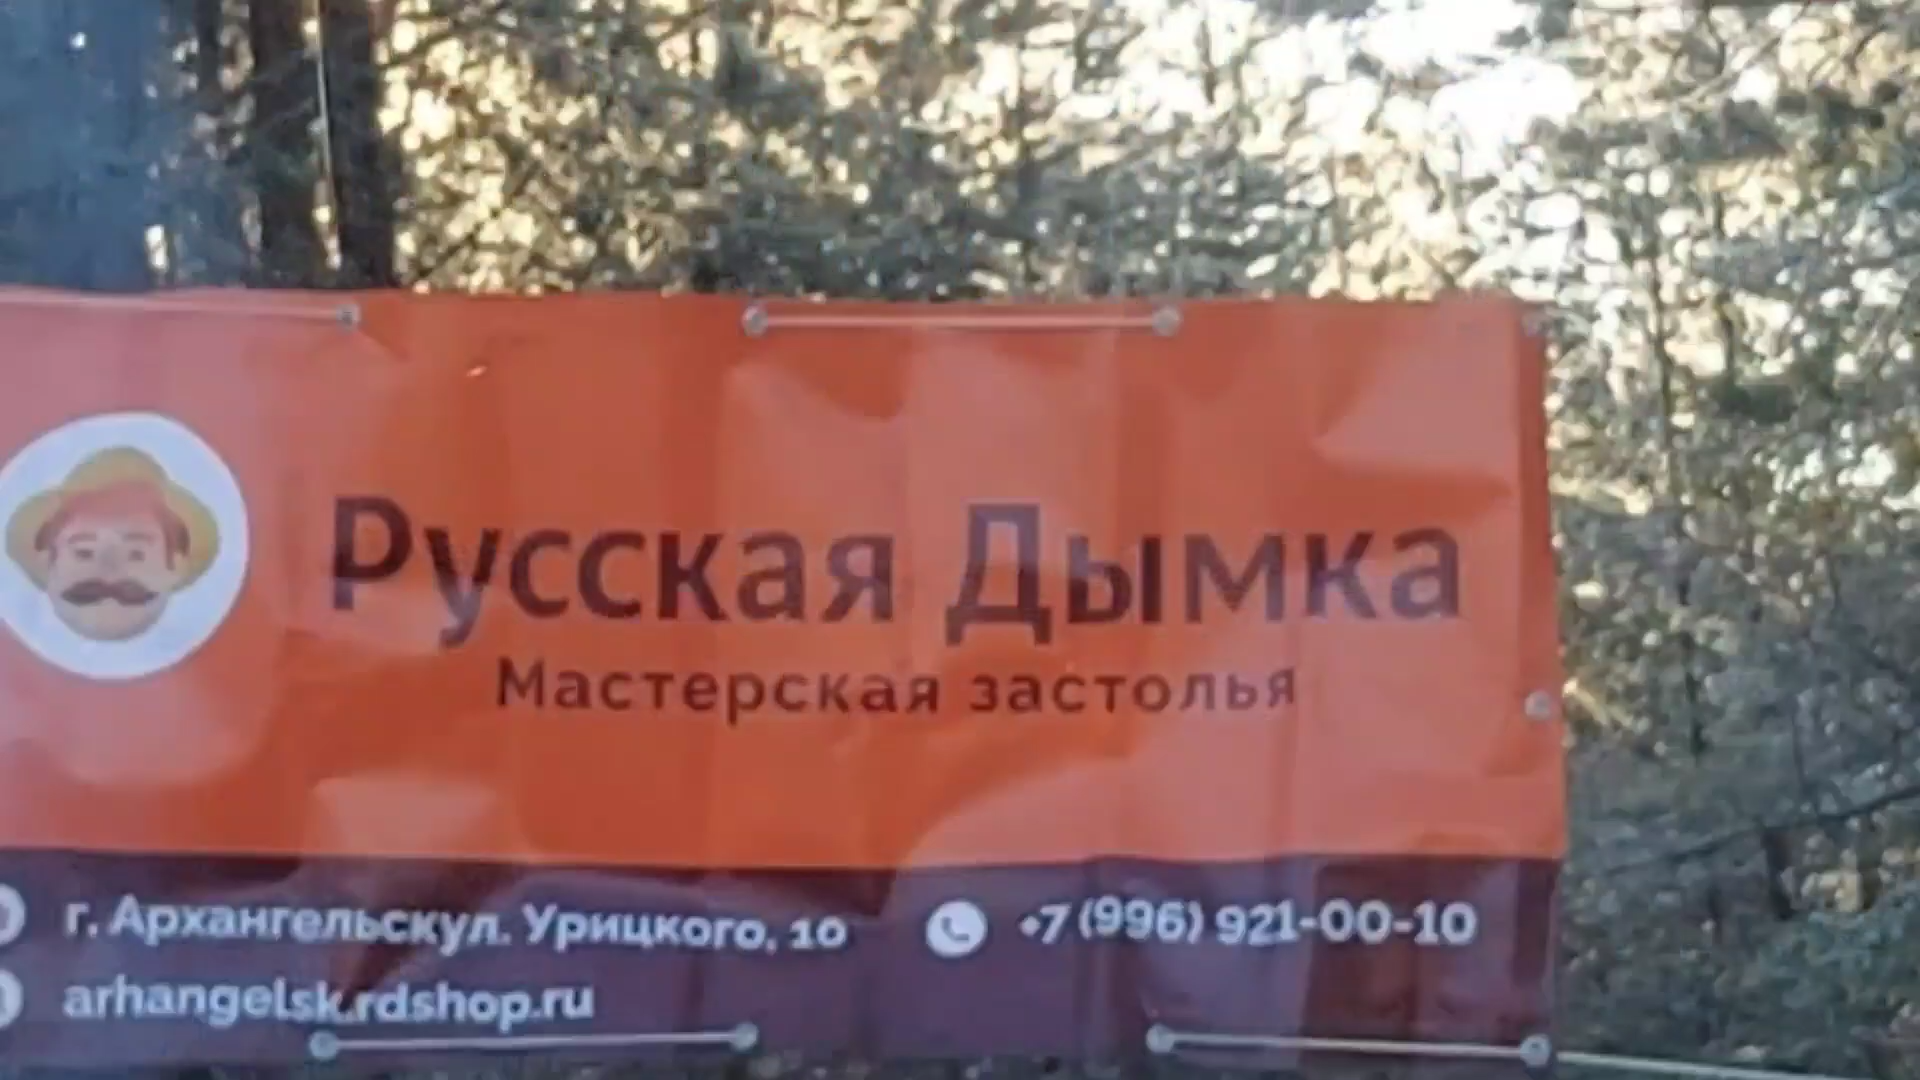 Русская Дымка
Мастерская застолья
г. Архангельскул. Урицкого, 10
+7 (996) 921-00-10
arhangelsk.rdshop.ru